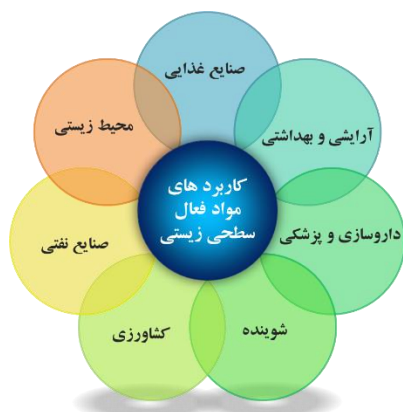 صنایع غذایی
آرایشی و بهداشتی
داروسازی و پزشکی
شوینده
کشاورزی
صنایع نفتی
محیط زیستی
کاربرد های
مواد فعال
سطحی زیستی